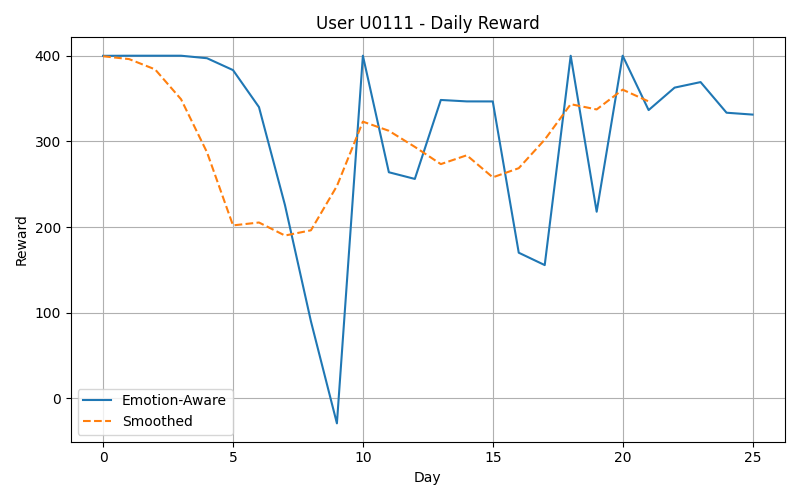 User U0111 - Daily Reward
Reward
400
300
200
100
0
Emotion-Aware
Smoothed
0 5 10 15 20 25
Day